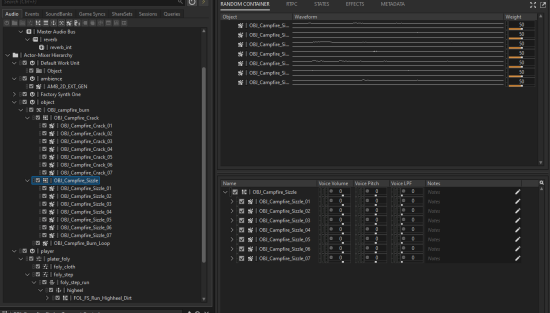 Audio Events SoundBanks Game Syncs ShareSets Sessions Queries
Master Audio Bus
reverb
reverb_int
Actor-Mixer Hierarchy
Default Work Unit
Object
ambience
AMB_2D_EXT_GEN
Factory Synth One
object
OBJ_campfire_burn
OBJ_Campfire_Crack
OBJ_Campfire_Crack_01
OBJ_Campfire_Crack_02
OBJ_Campfire_Crack_03
OBJ_Campfire_Crack_04
OBJ_Campfire_Crack_05
OBJ_Campfire_Crack_06
OBJ_Campfire_Crack_07
OBJ_Campfire_Sizzle
OBJ_Campfire_Sizzle_01
OBJ_Campfire_Sizzle_02
OBJ_Campfire_Sizzle_03
OBJ_Campfire_Sizzle_04
OBJ_Campfire_Sizzle_05
OBJ_Campfire_Sizzle_06
OBJ_Campfire_Sizzle_07
OBJ_Campfire_Burn_Loop
player
foly_cloth
foly_step
foly_step_run
highheel
FOL_FS_Run_Highheel_Dirt
RANDOM CONTAINER RTPC STATES EFFECTS METADATA
Object Waveform Weight
OBJ_Campfire_Si... 50
OBJ_Campfire_Si... 50
OBJ_Campfire_Si... 50
OBJ_Campfire_Si... 50
OBJ_Campfire_Si... 50
OBJ_Campfire_Si... 50
OBJ_Campfire_Si... 50
Name Voice Volume Voice Pitch Voice LPF Notes
OBJ_Campfire_Sizzle 0 0 0 Notes
OBJ_Campfire_Sizzle_01 0 0 0 Notes
OBJ_Campfire_Sizzle_02 0 0 0 Notes
OBJ_Campfire_Sizzle_03 0 0 0 Notes
OBJ_Campfire_Sizzle_04 0 0 0 Notes
OBJ_Campfire_Sizzle_05 0 0 0 Notes
OBJ_Campfire_Sizzle_06 0 0 0 Notes
OBJ_Campfire_Sizzle_07 0 0 0 Notes